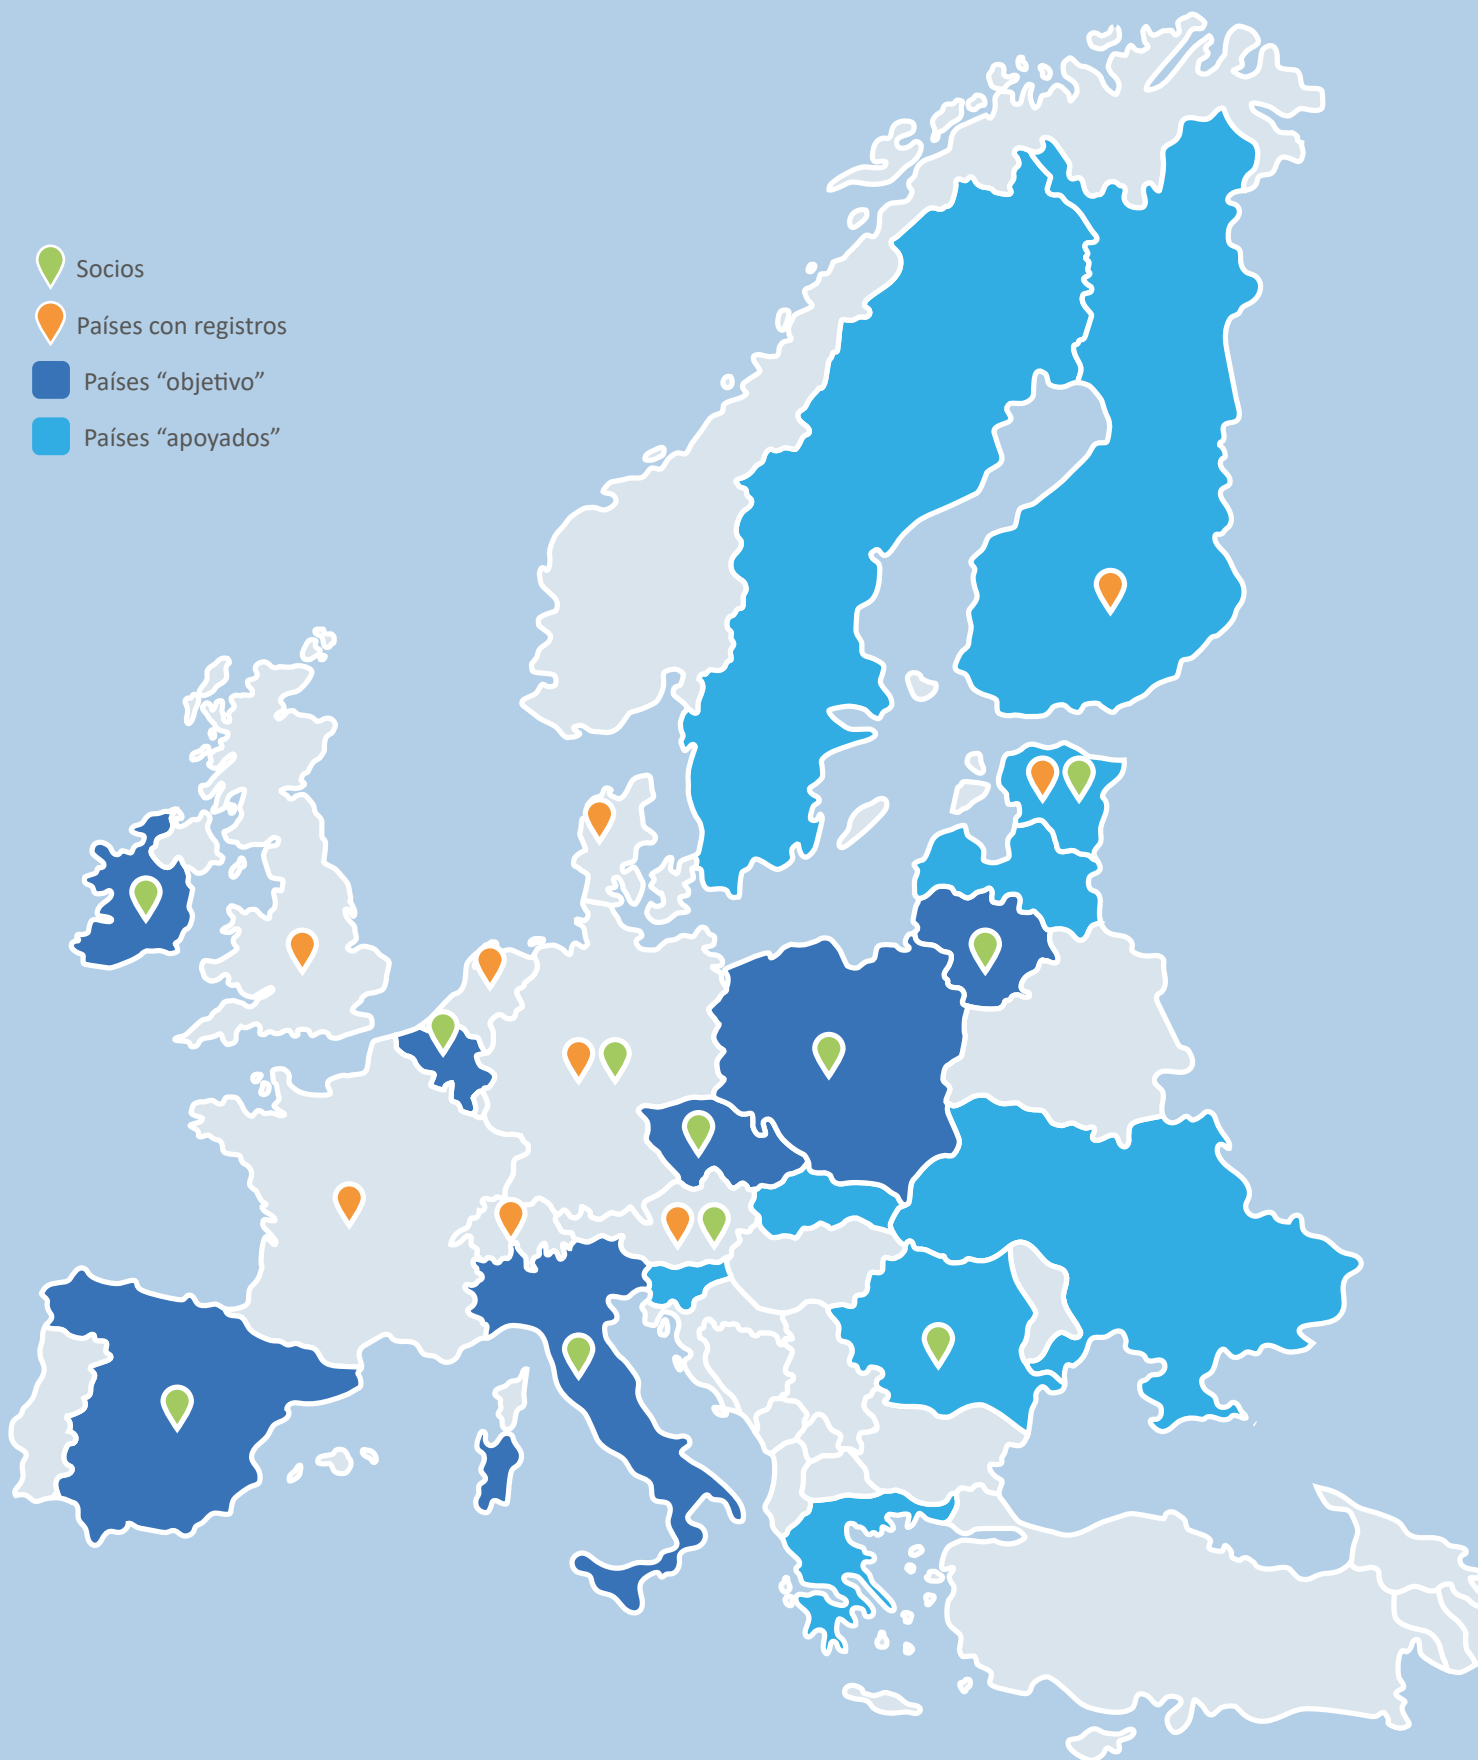 Socios
Países con registros
Países “objetivo”
Países “apoyados”